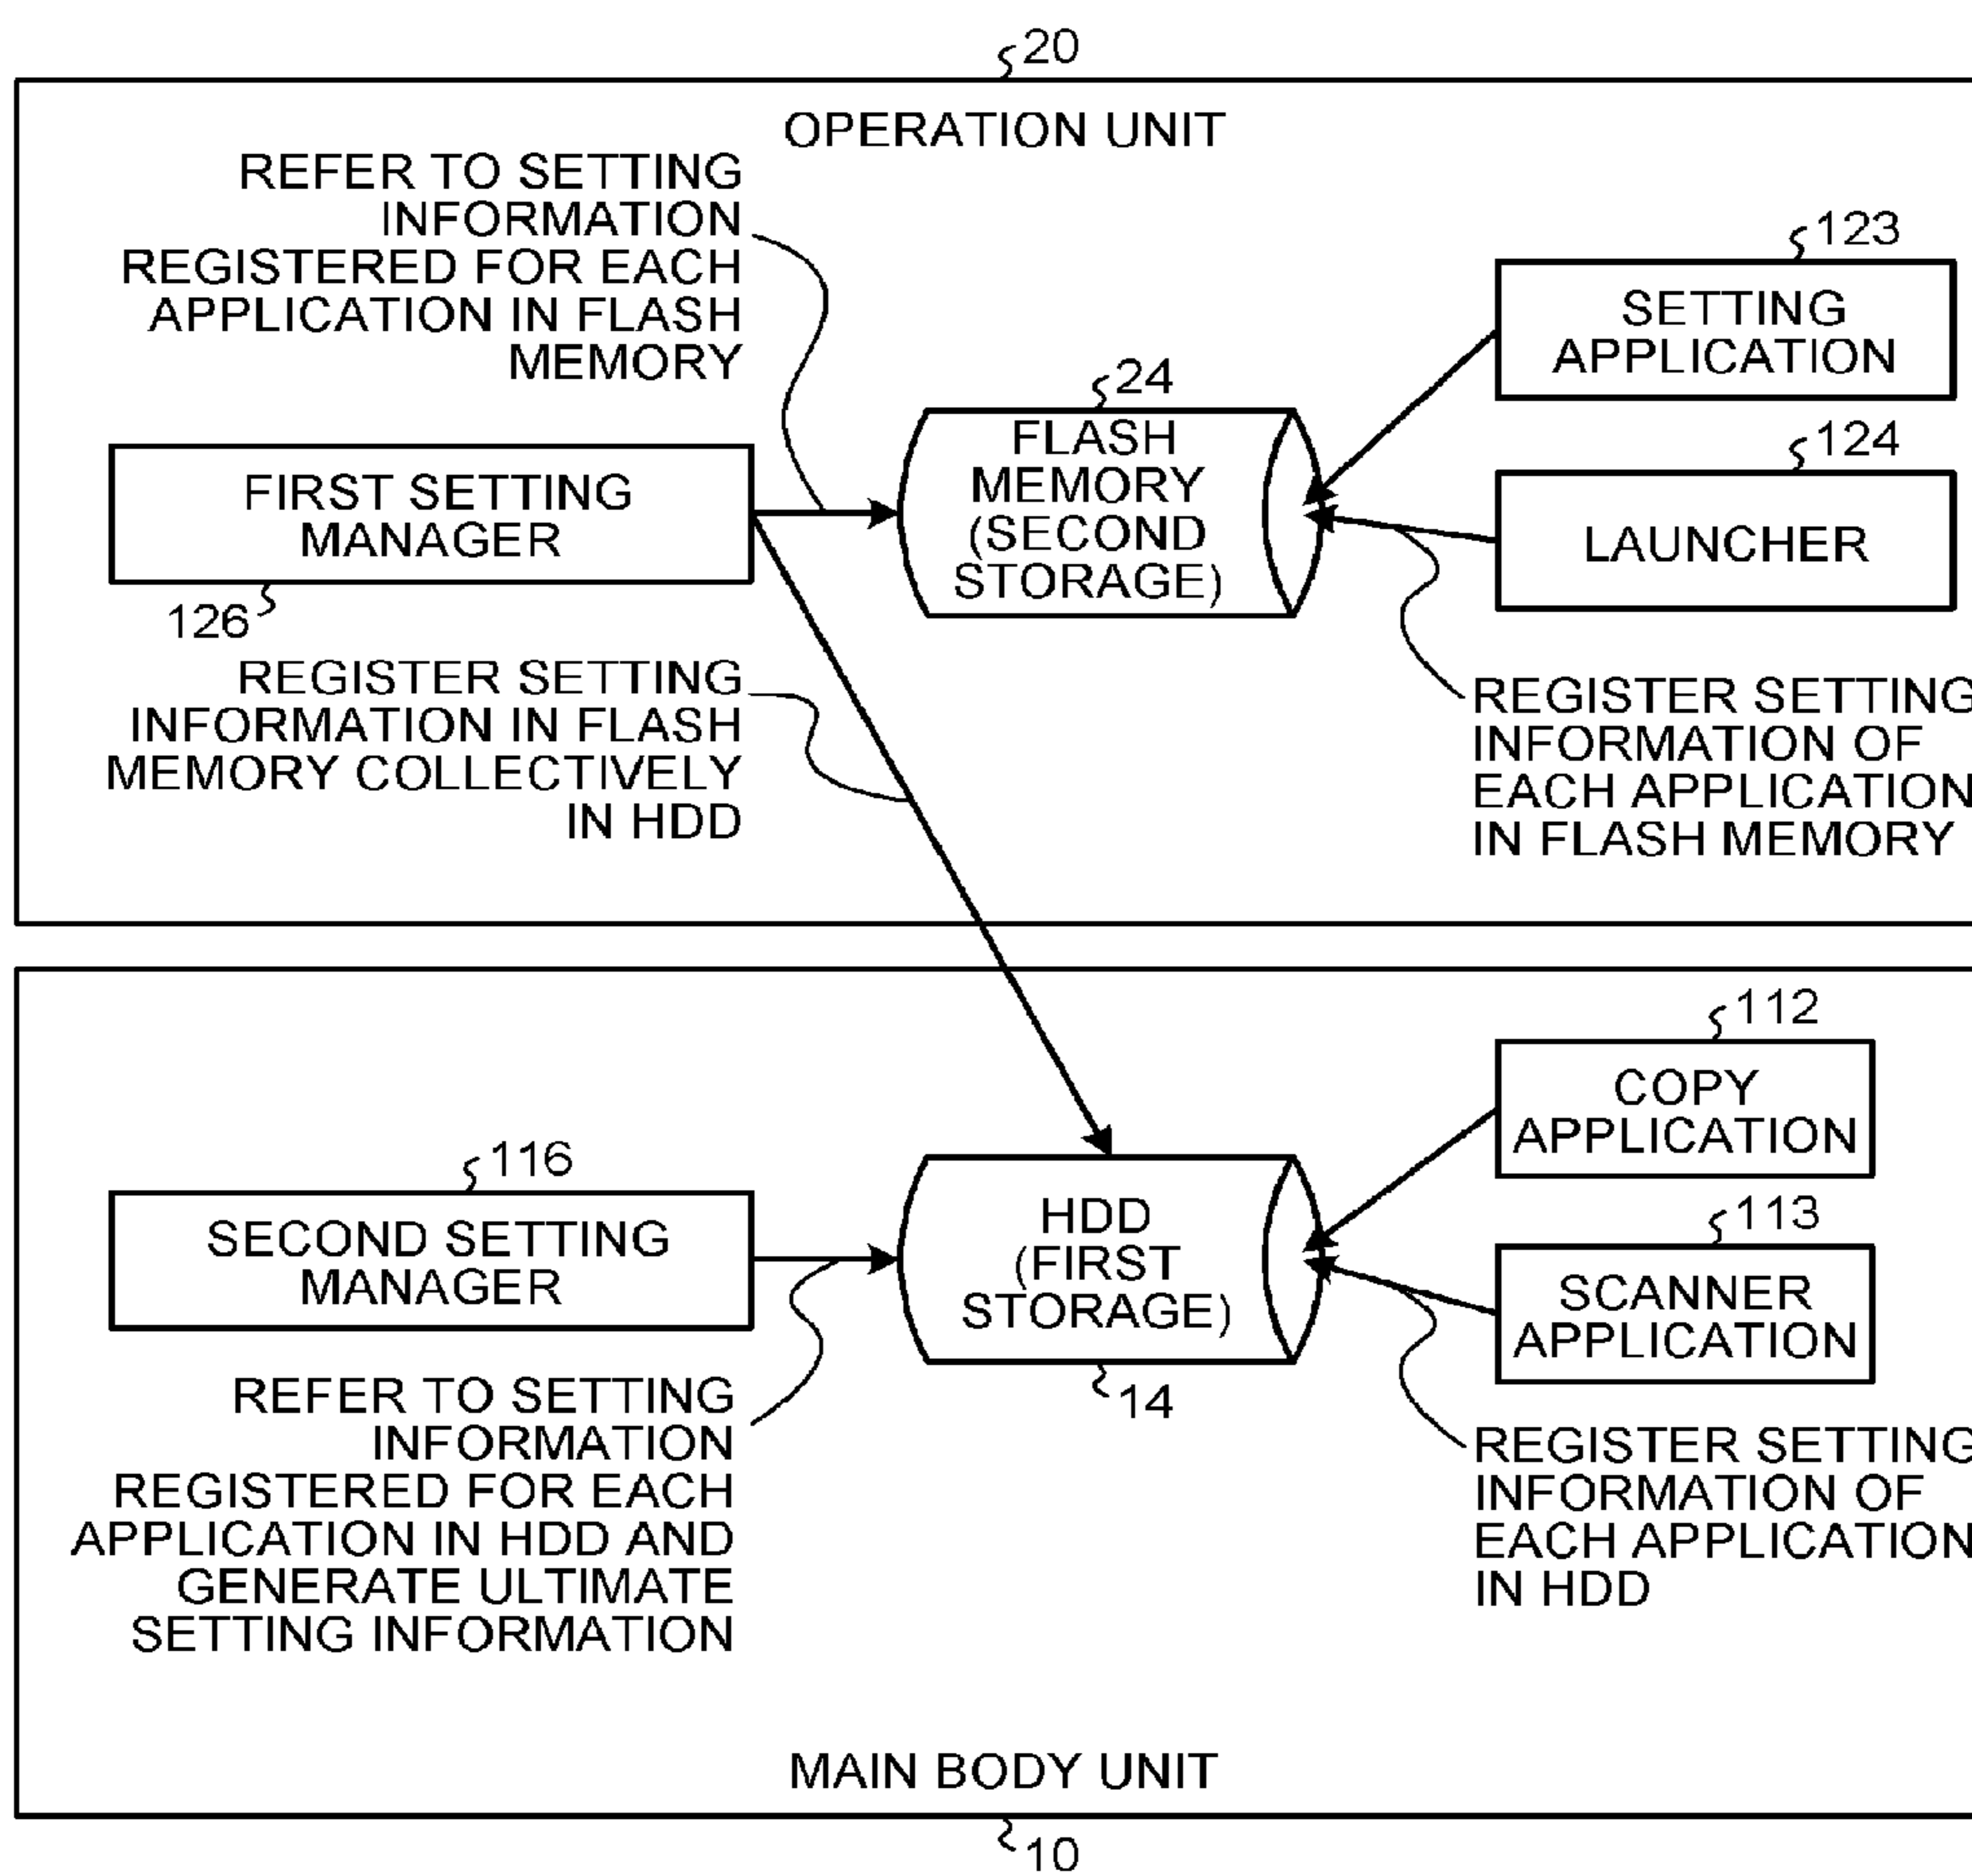 20
OPERATION UNIT
REFER TO SETTING
INFORMATION
REGISTERED FOR EACH
APPLICATION IN FLASH
MEMORY
123
SETTING
APPLICATION
24
FLASH
MEMORY
(SECOND
STORAGE)
124
LAUNCHER
FIRST SETTING
MANAGER
126
REGISTER SETTING
INFORMATION IN FLASH
MEMORY COLLECTIVELY
IN HDD
REGISTER SETTING
INFORMATION OF
EACH APPLICATION
IN FLASH MEMORY
112
COPY
APPLICATION
116
SECOND SETTING
MANAGER
HDD
(FIRST
STORAGE)
14
113
SCANNER
APPLICATION
REFER TO SETTING
INFORMATION
REGISTERED FOR EACH
APPLICATION IN HDD AND
GENERATE ULTIMATE
SETTING INFORMATION
REGISTER SETTING
INFORMATION OF
EACH APPLICATION
IN HDD
MAIN BODY UNIT
10